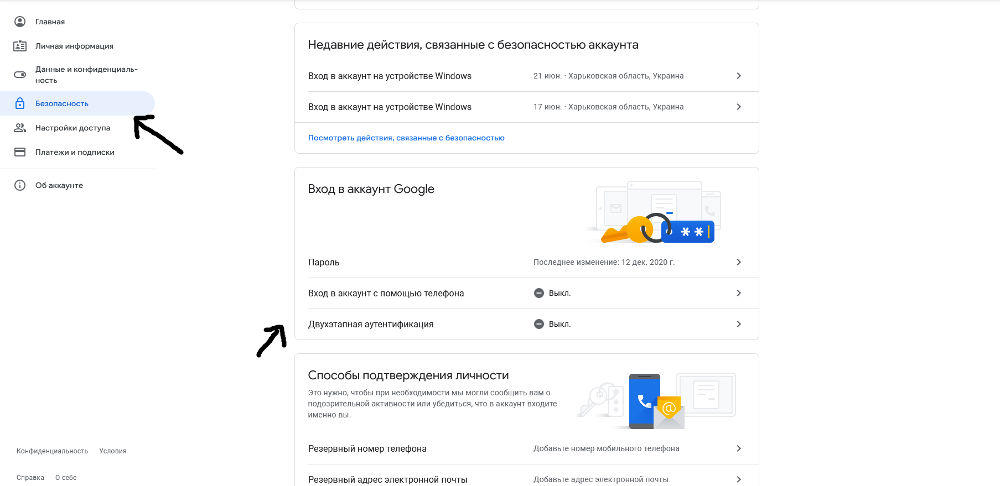 Главная
Личная информация
Данные и конфиденциаль-
ность
Безопасность
Настройки доступа
Платежи и подписки
Об аккаунте
Конфиденциальность Условия
Справка О себе
Недавние действия, связанные с безопасностью аккаунта
Вход в аккаунт на устройстве Windows 21 июн. · Харьковская область, Украина
Вход в аккаунт на устройстве Windows 17 июн. · Харьковская область, Украина
Посмотреть действия, связанные с безопасностью
Вход в аккаунт Google
Пароль Последнее изменение: 12 дек. 2020 г.
Вход в аккаунт с помощью телефона Выкл.
Двухэтапная аутентификация Выкл.
Способы подтверждения личности
Это нужно, чтобы при необходимости мы могли сообщить вам о
подозрительной активности или убедиться, что в аккаунт входите
именно вы.
Резервный номер телефона Добавьте номер мобильного телефона
Резервный адрес электронной почты Добавьте адрес электронной почты